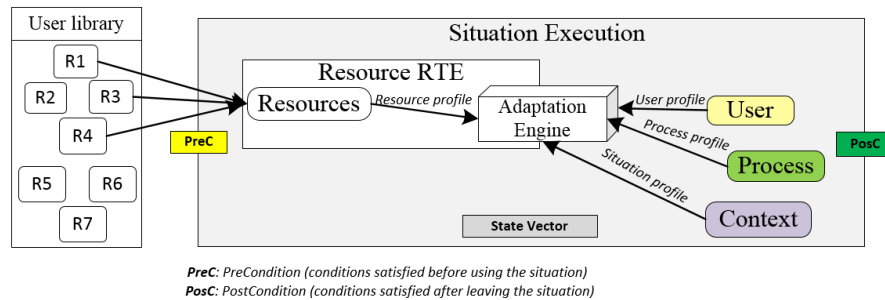 User library
R1
R2
R3
R4
R5
R6
R7
Situation Execution
Resource RTE
Resources
Resource profile
Adaptation
Engine
User profile
User
Process profile
Process
Situation profile
Context
PreC
PosC
State Vector
PreC: PreCondition (conditions satisfied before using the situation)
PosC: PostCondition (conditions satisfied after leaving the situation)